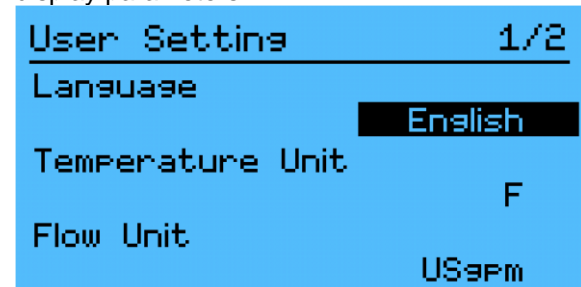 User Setting 1/2
Language
English
Temperature Unit
F
Flow Unit
USgpm